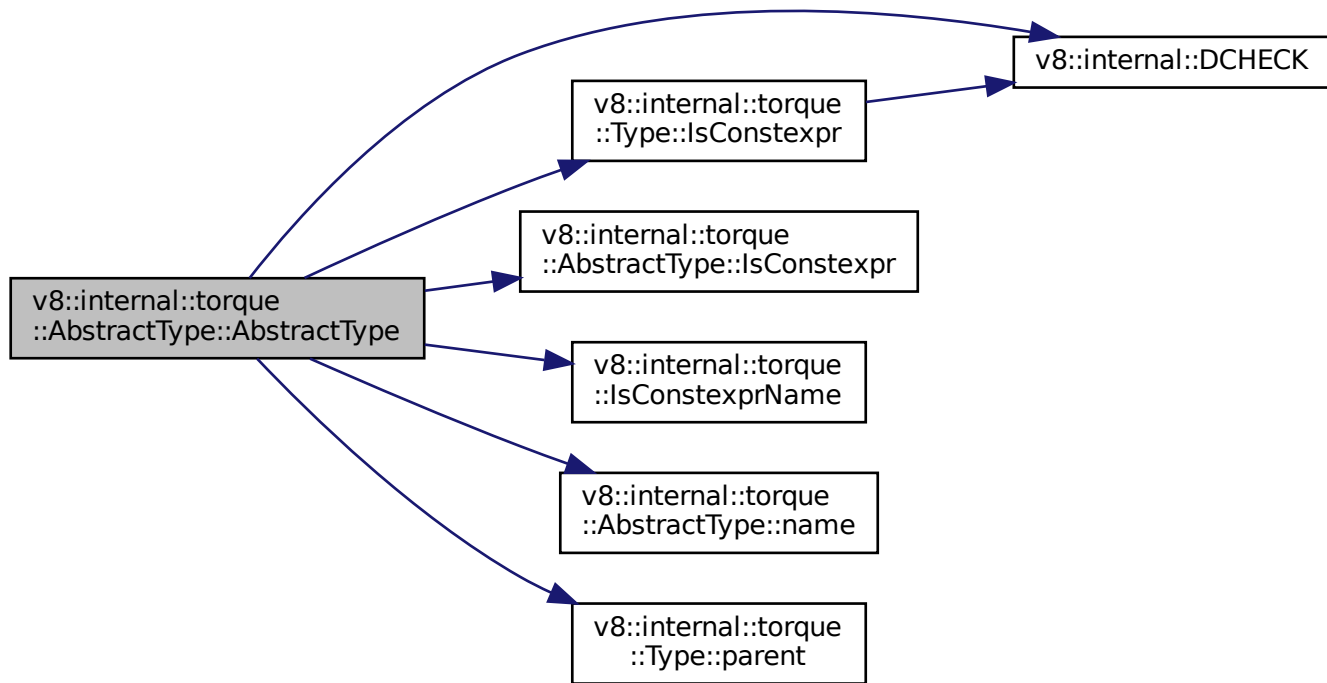 v8::internal::DCHECK
v8::internal::torque
::Type::IsConstexpr
v8::internal::torque
::AbstractType::IsConstexpr
v8::internal::torque
::AbstractType::AbstractType
v8::internal::torque
::IsConstexprName
v8::internal::torque
::AbstractType::name
v8::internal::torque
::Type::parent